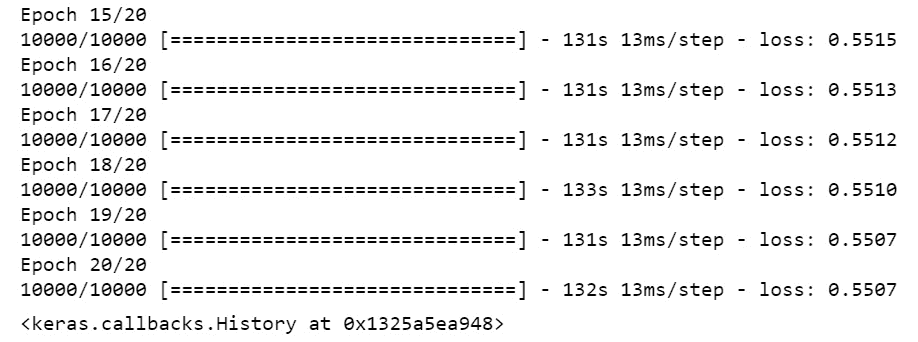 Epoch 15/20
10000/10000 [==============================] - 131s 13ms/step - loss: 0.5515
Epoch 16/20
10000/10000 [==============================] - 131s 13ms/step - loss: 0.5513
Epoch 17/20
10000/10000 [==============================] - 131s 13ms/step - loss: 0.5512
Epoch 18/20
10000/10000 [==============================] - 133s 13ms/step - loss: 0.5510
Epoch 19/20
10000/10000 [==============================] - 131s 13ms/step - loss: 0.5507
Epoch 20/20
10000/10000 [==============================] - 132s 13ms/step - loss: 0.5507
<keras.callbacks.History at 0x1325a5ea948>